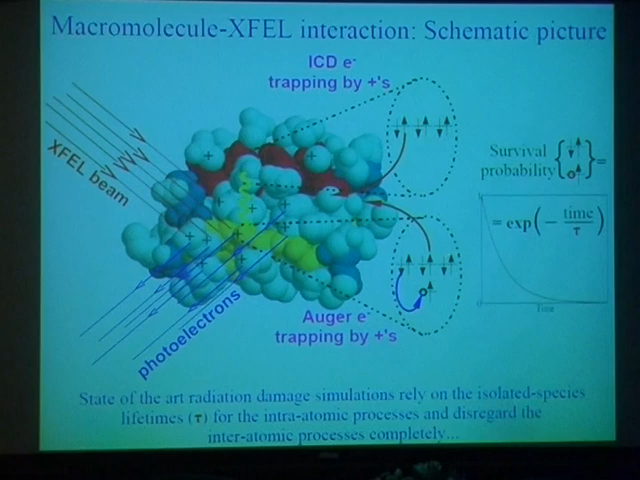 Macromolecule-XFEL interaction: Schematic picture
ICD e-
trapping by +'s
XFEL beam
Survival
probability
=
1
= exp(- time/τ)
0
Time
photoelectrons
Auger e-
trapping by +'s
State of the art radiation damage simulations rely on the isolated-species
lifetimes (τ) for the intra-atomic processes and disregard the
inter-atomic processes completely...